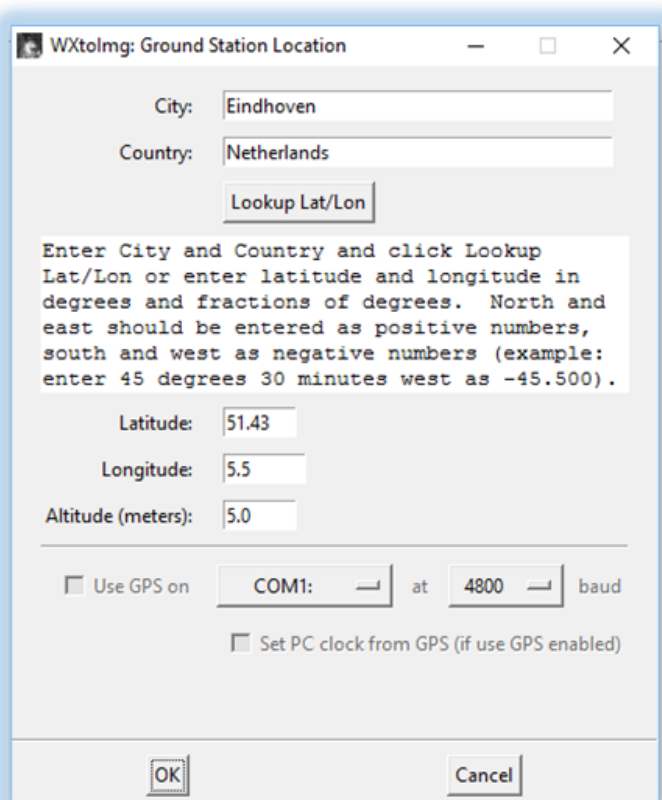 WXtoImg: Ground Station Location
City: Eindhoven
Country: Netherlands
Lookup Lat/Lon
Enter City and Country and click Lookup
Lat/Lon or enter latitude and longitude in
degrees and fractions of degrees.  North and
east should be entered as positive numbers,
south and west as negative numbers (example:
enter 45 degrees 30 minutes west as -45.500).
Latitude: 51.43
Longitude: 5.5
Altitude (meters): 5.0
Use GPS on COM1: at 4800 baud
Set PC clock from GPS (if use GPS enabled)
OK Cancel